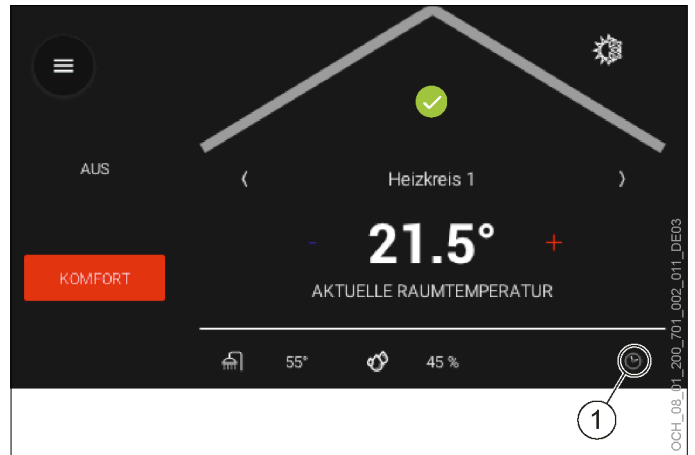 AUS
Heizkreis 1
- 21.5° +
KOMFORT
AKTUELLE RAUMTEMPERATUR
55° 45 %
1
OCH_08_01_200_701_002_011_DE03